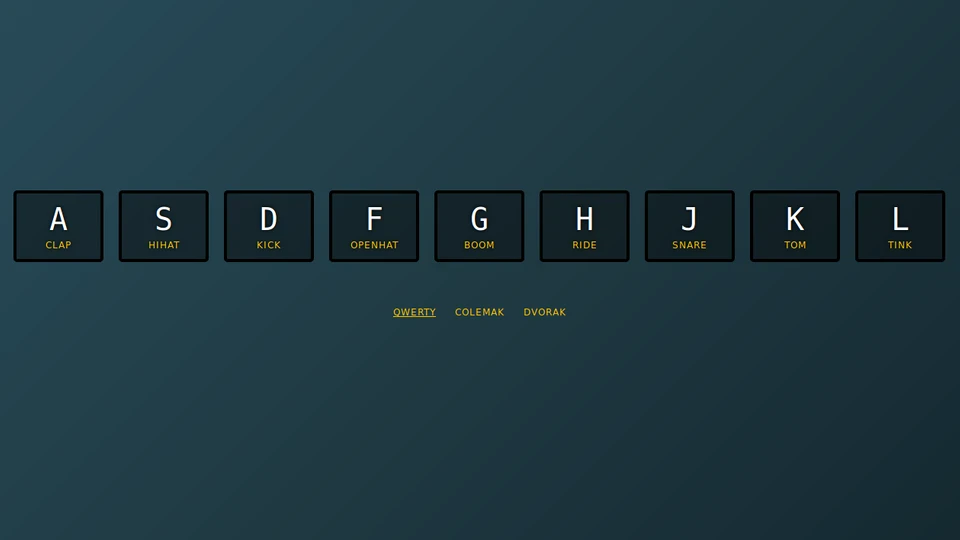 A S D F G H J K L
CLAP HIHAT KICK OPENHAT BOOM RIDE SNARE TOM TINK
QWERTY COLEMAK DVORAK